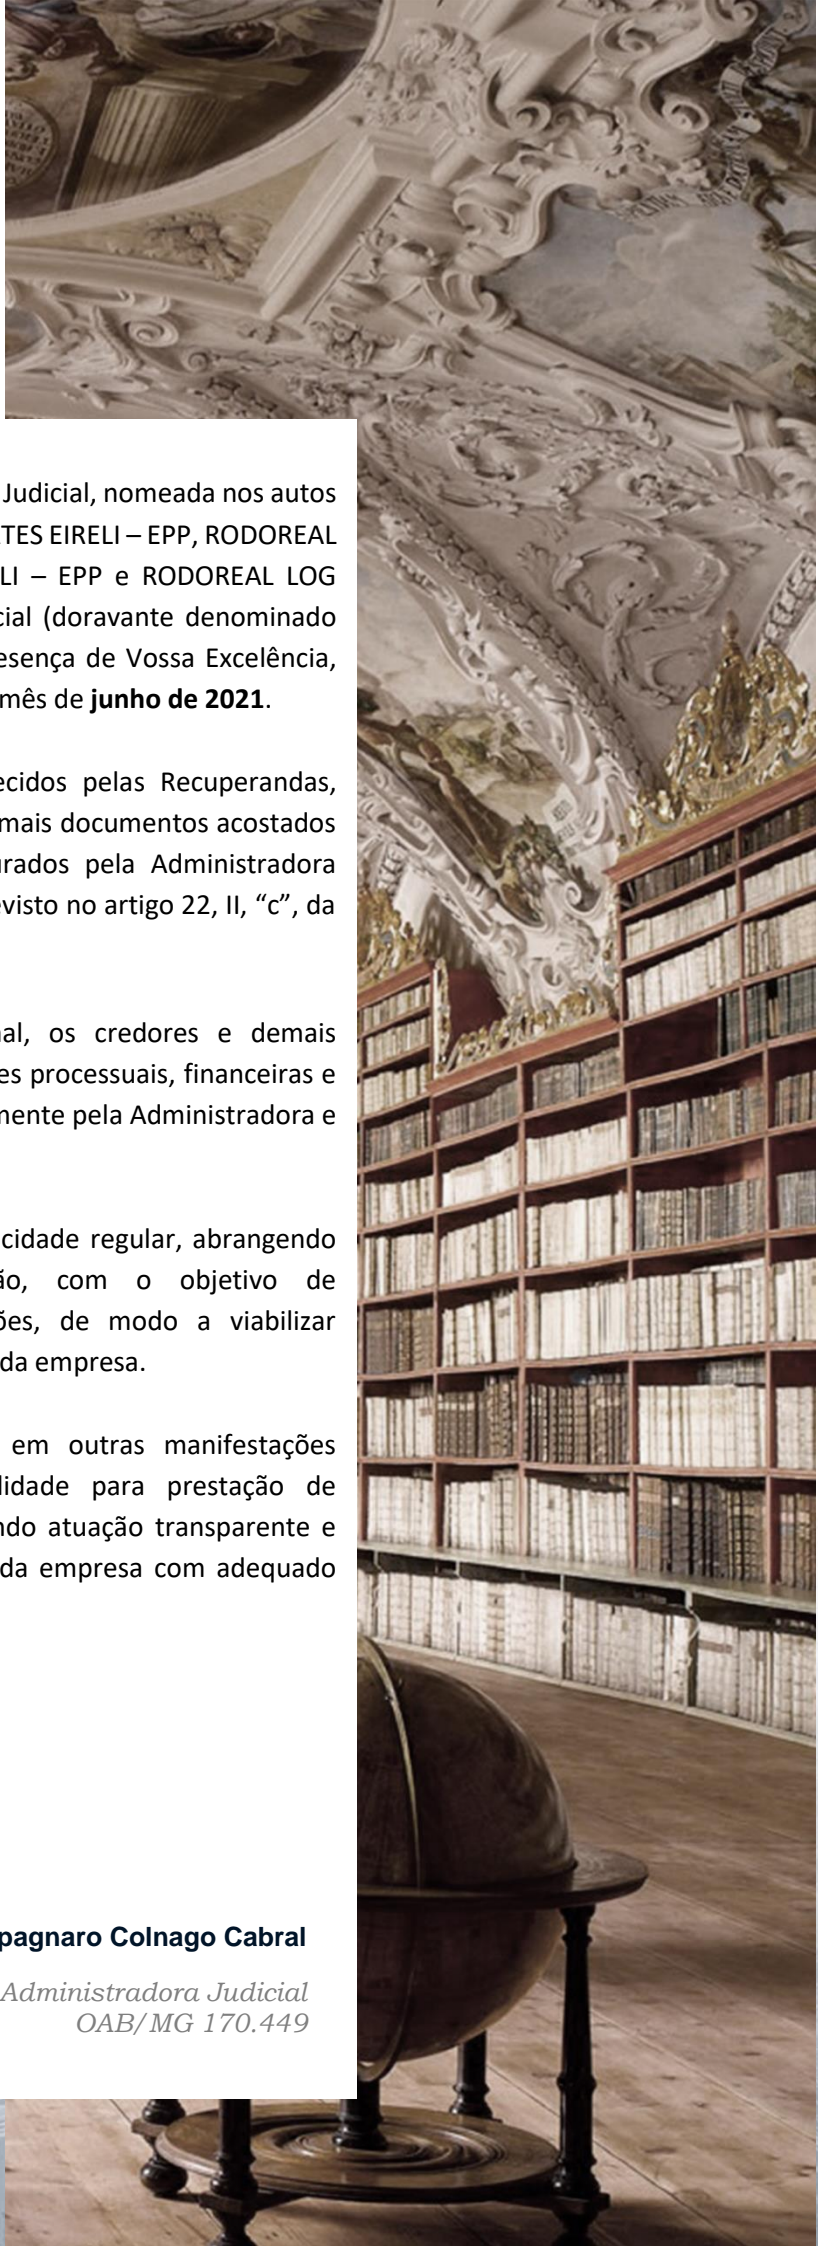 Judicial, nomeada nos autos
TES EIRELI – EPP, RODOREAL
LI – EPP e RODOREAL LOG
cial (doravante denominado
esença de Vossa Excelência,
mês de junho de 2021.
ecidos pelas Recuperandas,
mais documentos acostados
urados pela Administradora
evisto no artigo 22, II, “c”, da
al, os credores e demais
es processuais, financeiras e
mente pela Administradora e
cidade regular, abrangendo
ão, com o objetivo de
ões, de modo a viabilizar
da empresa.
em outras manifestações
lidade para prestação de
ndo atuação transparente e
da empresa com adequado
pagnaro Colnago Cabral
Administradora Judicial
OAB/MG 170.449